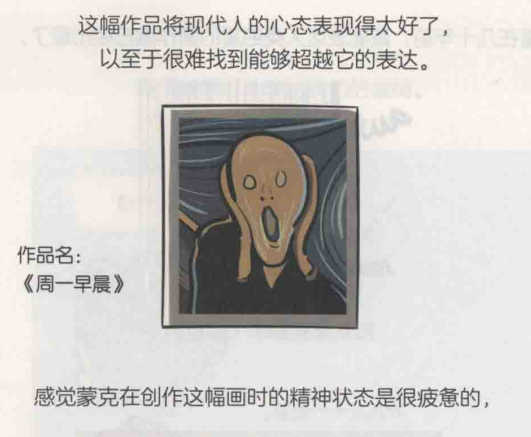 这幅作品将现代人的心态表现得太好了，
以至于很难找到能够超越它的表达。
作品名：
《周一早晨》
感觉蒙克在创作这幅画时的精神状态是很疲惫的，